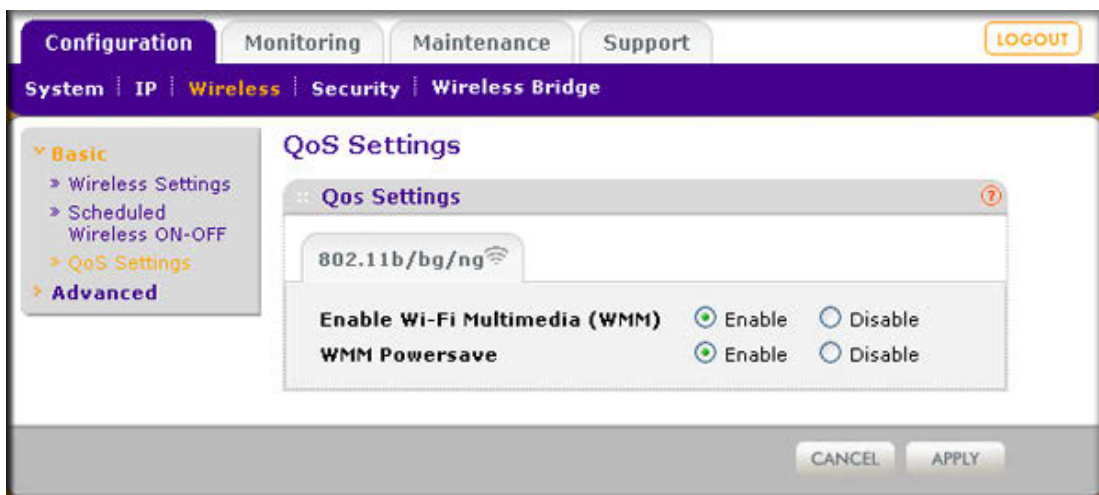 Configuration Monitoring Maintenance Support LOGOUT
System IP Wireless Security Wireless Bridge
Basic
» Wireless Settings
» Scheduled
Wireless ON-OFF
» QoS Settings
Advanced
QoS Settings
Qos Settings ?
802.11b/bg/ng
Enable Wi-Fi Multimedia (WMM) Enable Disable
WMM Powersave Enable Disable
CANCEL APPLY